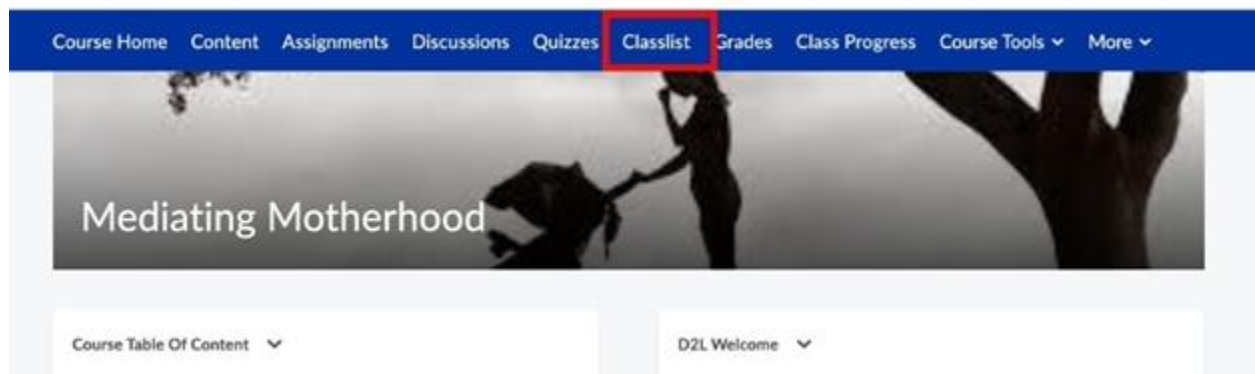 Course Home Content Assignments Discussions Quizzes Classlist Grades Class Progress Course Tools More
Mediating Motherhood
Course Table Of Content
D2L Welcome